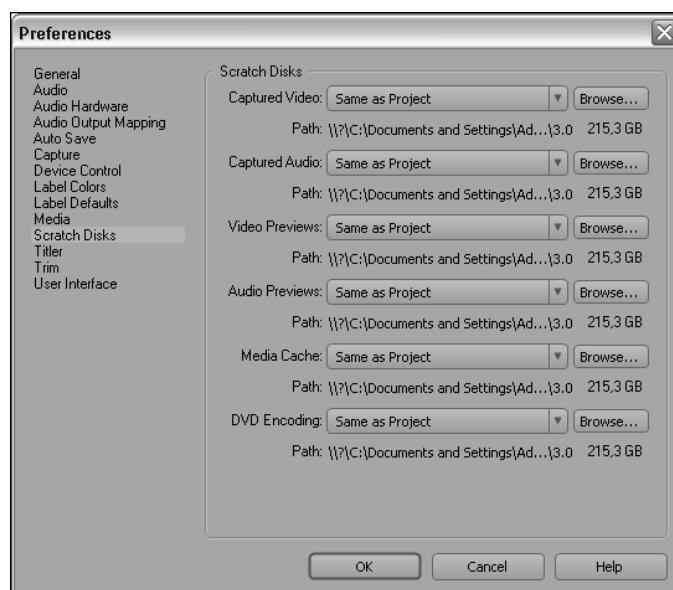 Preferences
General
Audio
Audio Hardware
Audio Output Mapping
Auto Save
Capture
Device Control
Label Colors
Label Defaults
Media
Scratch Disks
Titler
Trim
User Interface
Scratch Disks
Captured Video: Same as Project Browse...
Path: \\?\C:\Documents and Settings\Ad...\3.0 215,3 GB
Captured Audio: Same as Project Browse...
Path: \\?\C:\Documents and Settings\Ad...\3.0 215,3 GB
Video Previews: Same as Project Browse...
Path: \\?\C:\Documents and Settings\Ad...\3.0 215,3 GB
Audio Previews: Same as Project Browse...
Path: \\?\C:\Documents and Settings\Ad...\3.0 215,3 GB
Media Cache: Same as Project Browse...
Path: \\?\C:\Documents and Settings\Ad...\3.0 215,3 GB
DVD Encoding: Same as Project Browse...
Path: \\?\C:\Documents and Settings\Ad...\3.0 215,3 GB
OK Cancel Help